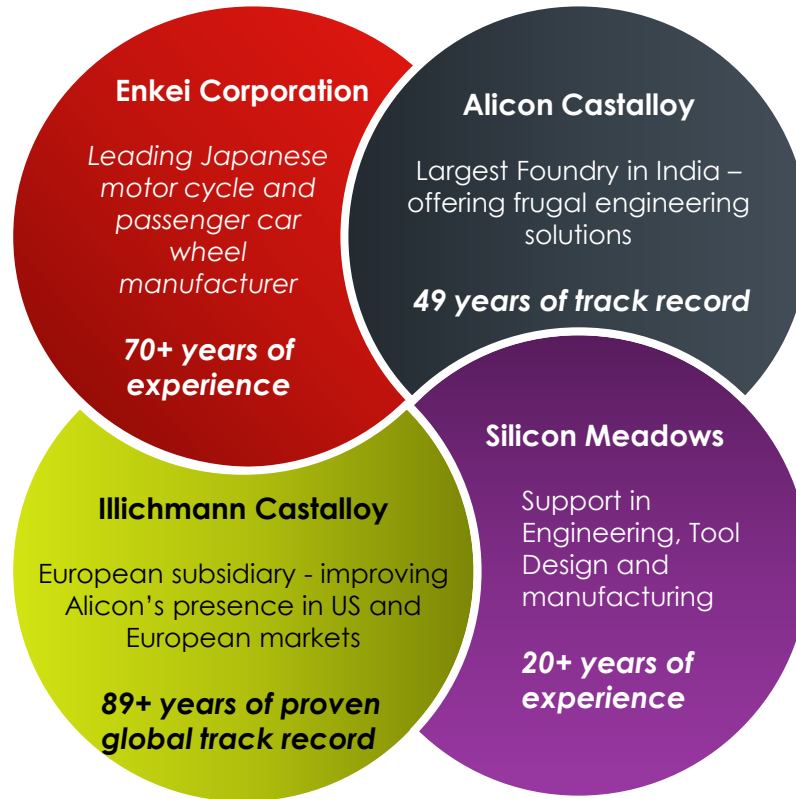 Enkei Corporation
Leading Japanese
motor cycle and
passenger car
wheel
manufacturer
70+ years of
experience
Alicon Castalloy
Largest Foundry in India –
offering frugal engineering
solutions
49 years of track record
Illichmann Castalloy
European subsidiary - improving
Alicon’s presence in US and
European markets
89+ years of proven
global track record
Silicon Meadows
Support in
Engineering, Tool
Design and
manufacturing
20+ years of
experience